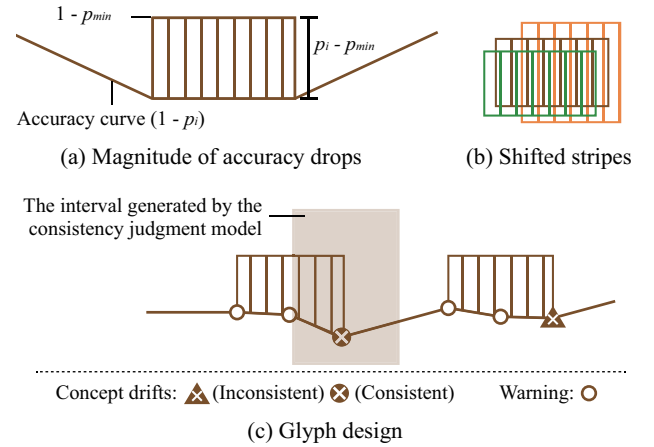 1 - pmin
pi - pmin
Accuracy curve (1 - pi)
(a) Magnitude of accuracy drops
(b) Shifted stripes
The interval generated by the
consistency judgment model
Concept drifts: (Inconsistent) (Consistent) Warning:
(c) Glyph design